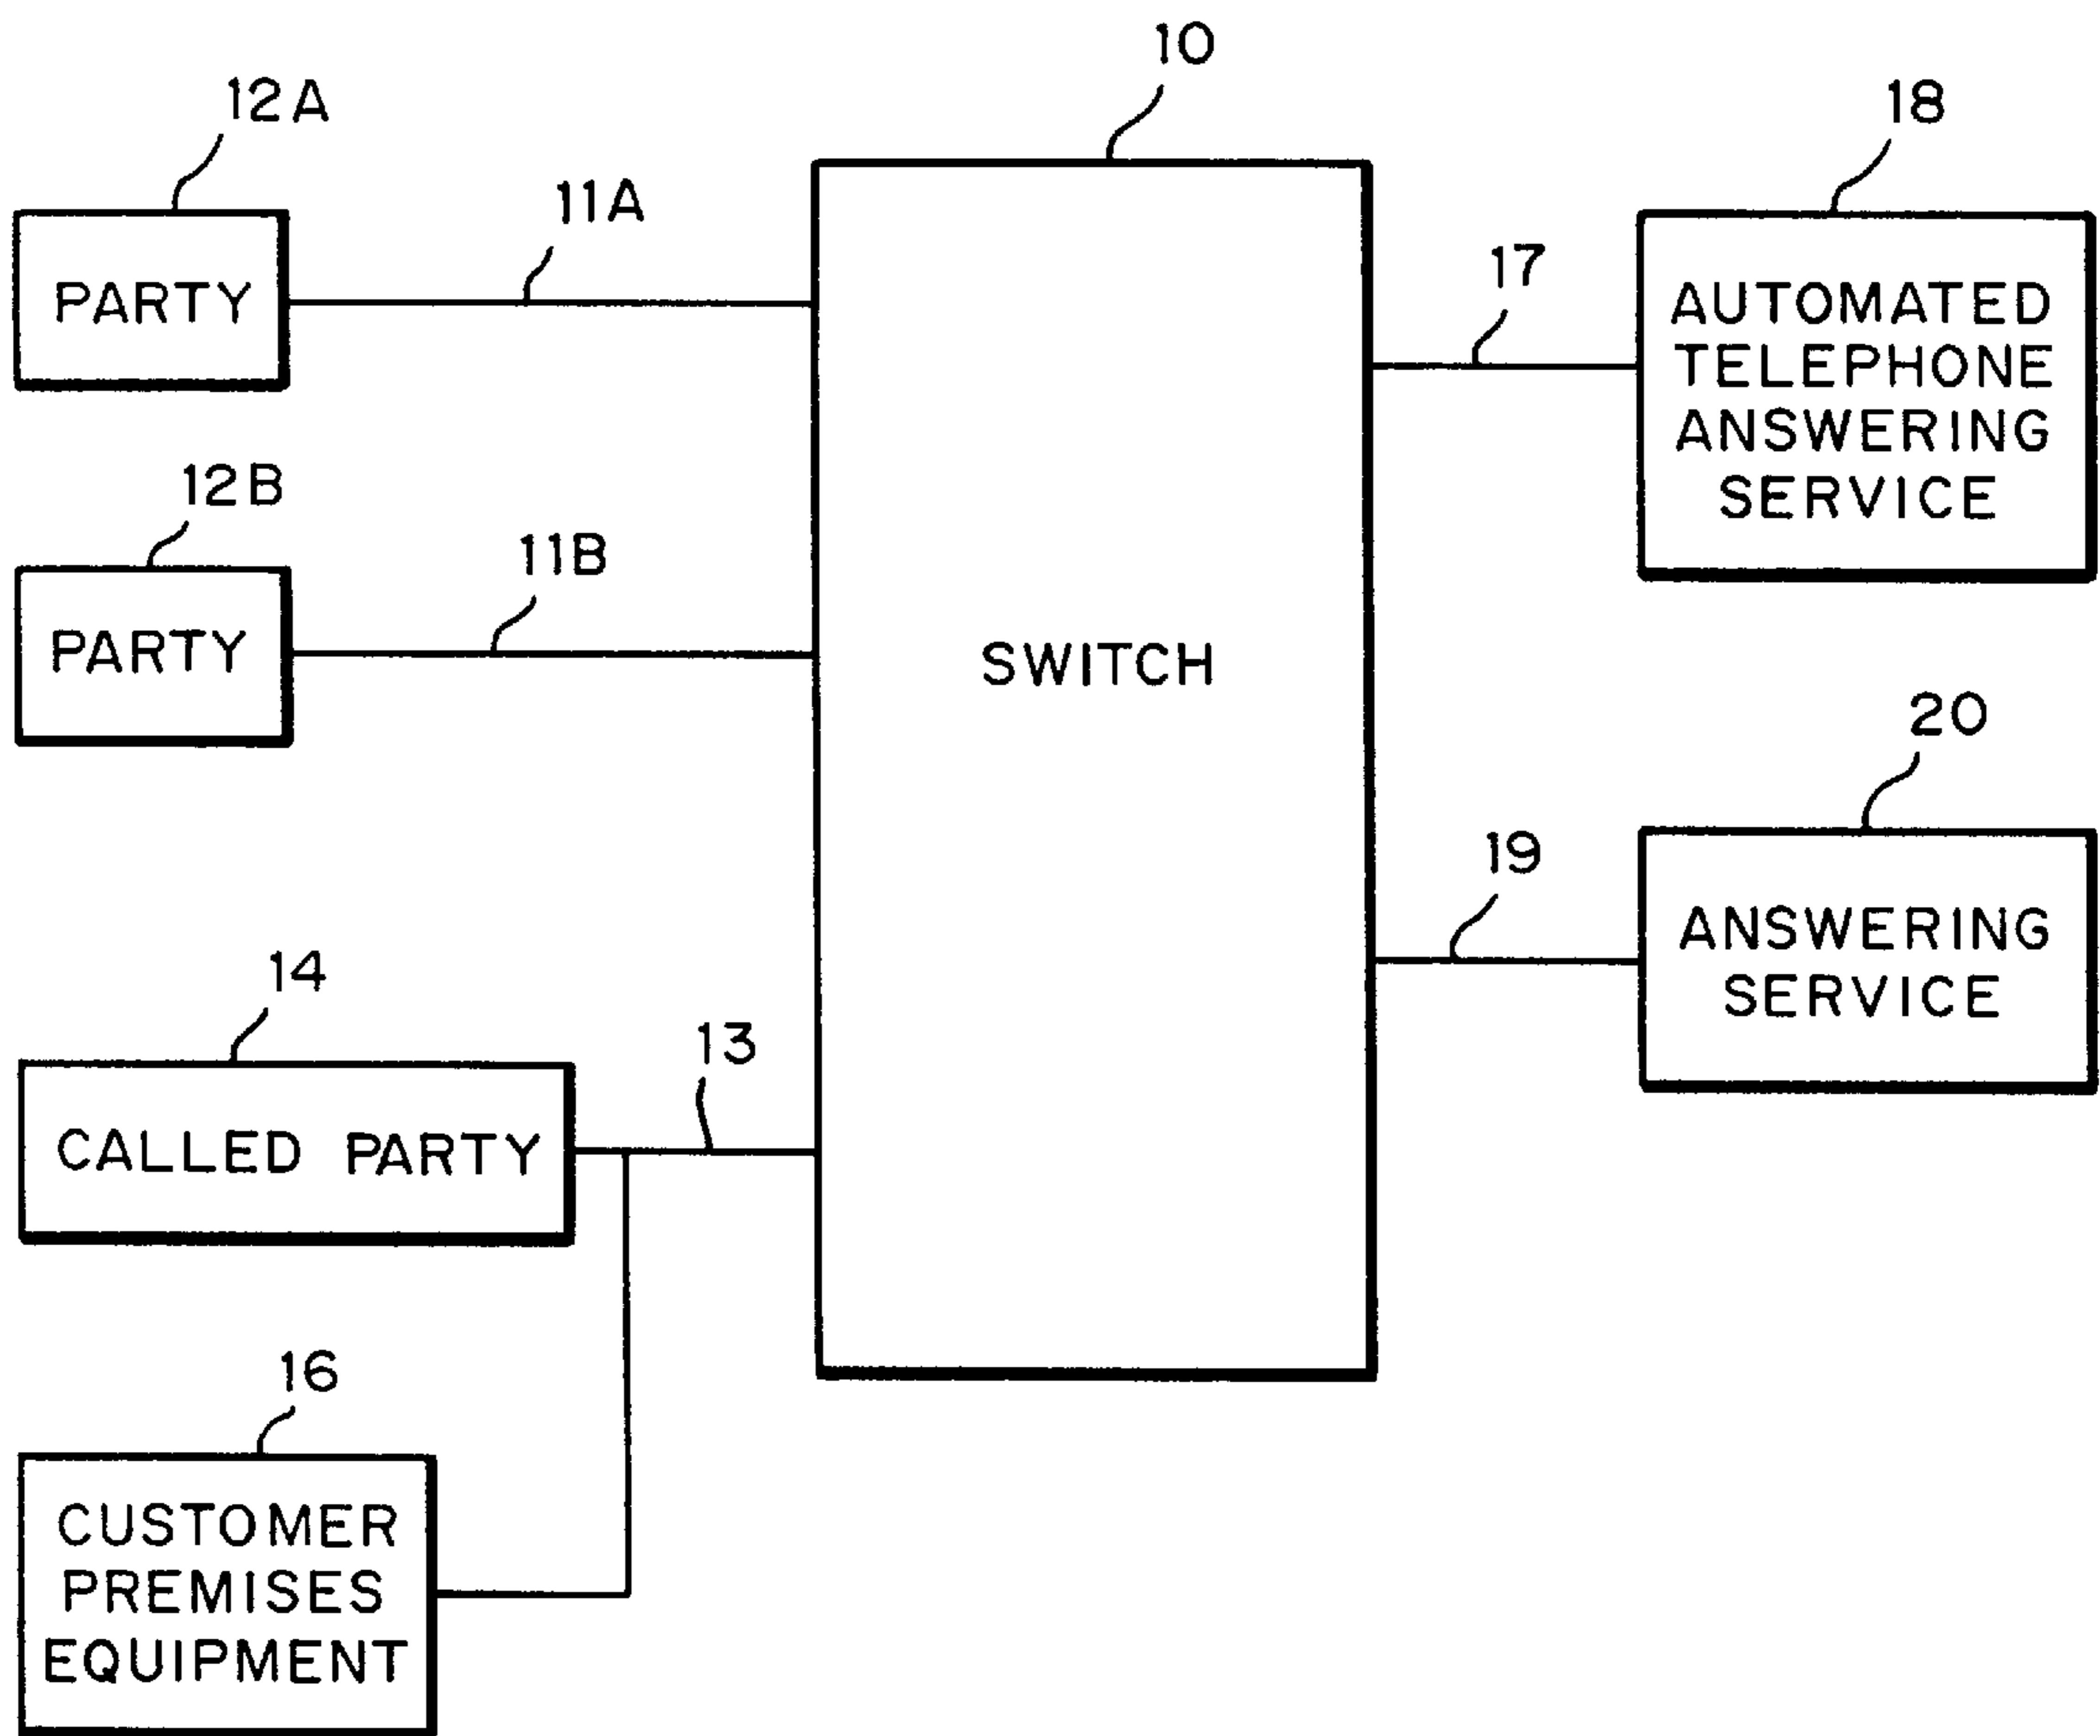 10
12A
18
11A
PARTY
17
AUTOMATED
TELEPHONE
ANSWERING
SERVICE
12B
11B
PARTY
SWITCH
20
19
ANSWERING
SERVICE
14
13
CALLED PARTY
16
CUSTOMER
PREMISES
EQUIPMENT